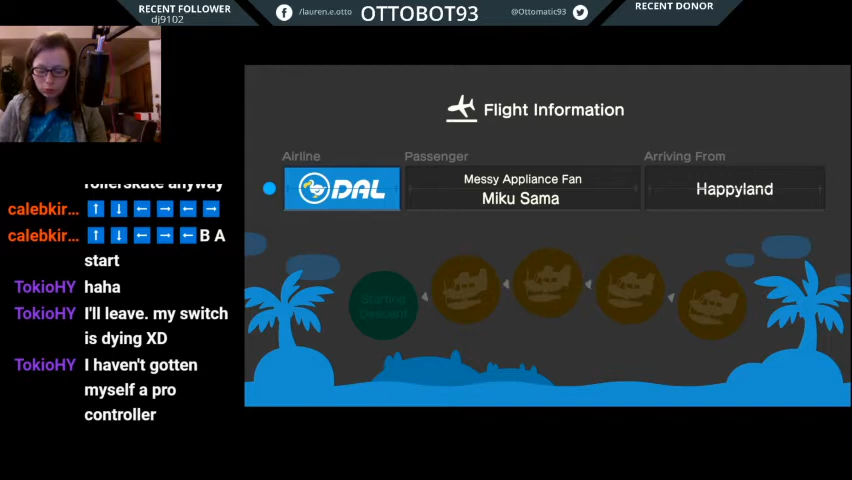 RECENT FOLLOWER
dj9102
/lauren.e.otto
OTTOBOT93
@Ottomatic93
RECENT DONOR
rollerskate anyway
calebkir... ↑ ↓ ← → ← →
calebkir... ↑ ↓ ← → ← B A
start
TokioHY haha
TokioHY I'll leave. my switch
is dying XD
TokioHY I haven't gotten
myself a pro
controller
Flight Information
Airline
Passenger
Arriving From
DAL
Messy Appliance Fan
Miku Sama
Happyland
Starting
Descent